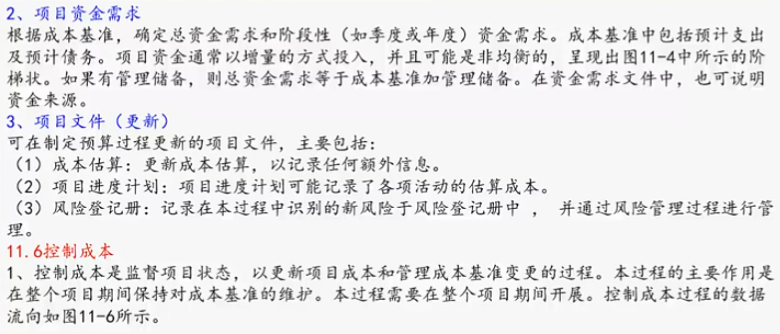 2、项目资金需求
根据成本基准，确定总资金需求和阶段性（如季度或年度）资金需求。成本基准中包括预计支出
及预计债务。项目资金通常以增量的方式投入，并且可能是非均衡的，呈现出图11-4中所示的阶
梯状。如果有管理储备，则总资金需求等于成本基准加管理储备。在资金需求文件中，也可说明
资金来源。
3、项目文件（更新）
可在制定预算过程更新的项目文件，主要包括：
（1）成本估算：更新成本估算，以记录任何额外信息。
（2）项目进度计划：项目进度计划可能记录了各项活动的估算成本。
（3）风险登记册：记录在本过程中识别的新风险于风险登记册中 ， 并通过风险管理过程进行管
理。
11.6控制成本
1、控制成本是监督项目状态，以更新项目成本和管理成本基准变更的过程。本过程的主要作用是
在整个项目期间保持对成本基准的维护。本过程需要在整个项目期间开展。控制成本过程的数据
流向如图11-6所示。